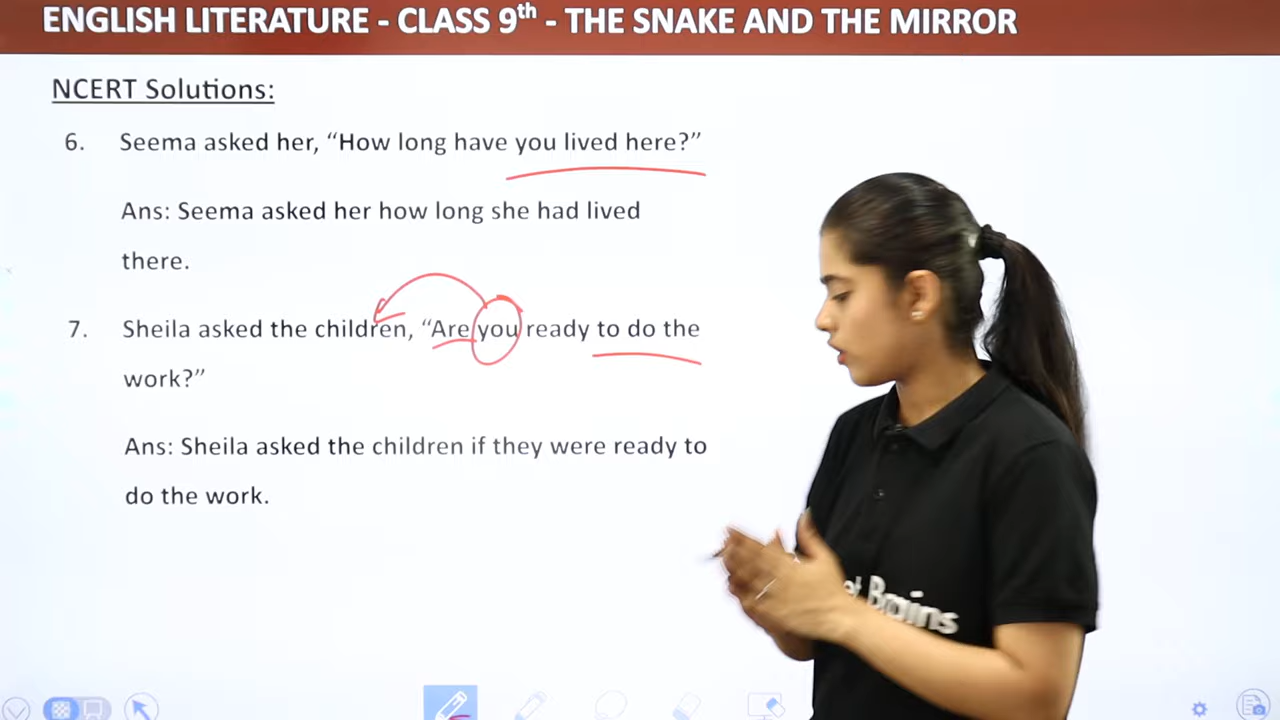 ENGLISH LITERATURE - CLASS 9th - THE SNAKE AND THE MIRROR
NCERT Solutions:
6. Seema asked her, “How long have you lived here?”
Ans: Seema asked her how long she had lived
there.
7. Sheila asked the children, “Are you ready to do the
work?”
Ans: Sheila asked the children if they were ready to
do the work.
Brains